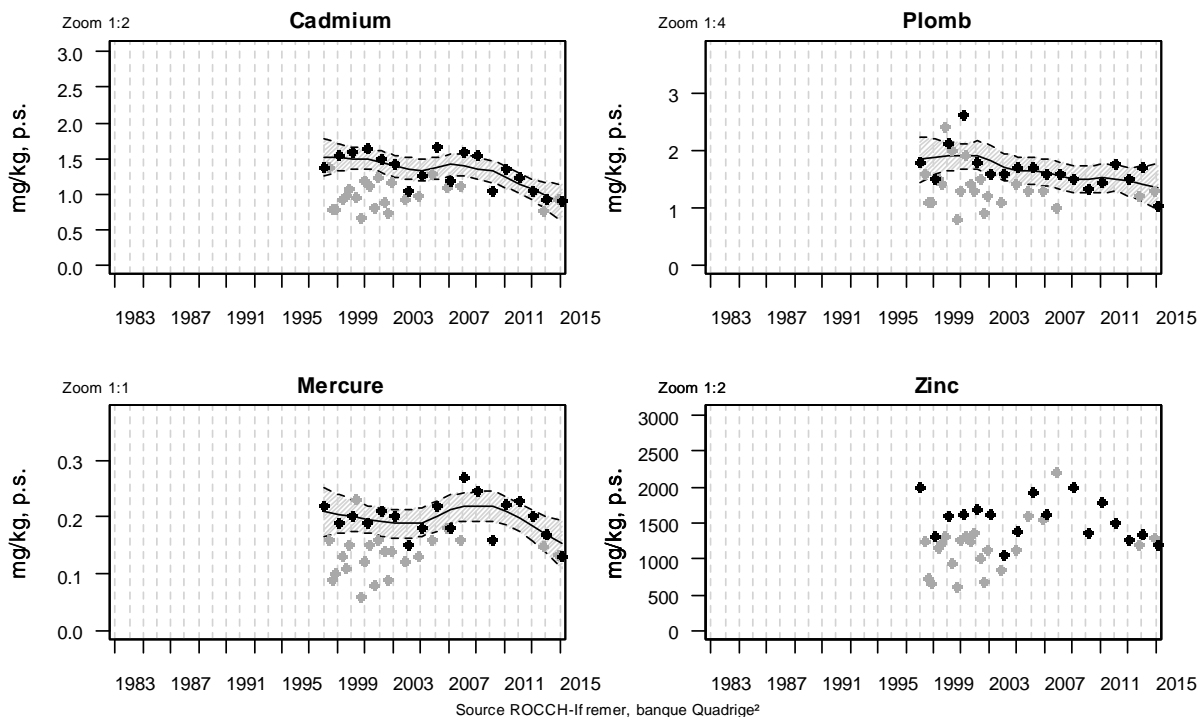 Zoom 1:2
Cadmium
mg/kg, p.s.
3.0
2.5
2.0
1.5
1.0
0.5
0.0
1983 1987 1991 1995 1999 2003 2007 2011 2015
Zoom 1:4
Plomb
mg/kg, p.s.
3
2
1
0
1983 1987 1991 1995 1999 2003 2007 2011 2015
Zoom 1:1
Mercure
mg/kg, p.s.
0.3
0.2
0.1
0.0
1983 1987 1991 1995 1999 2003 2007 2011 2015
Zoom 1:2
Zinc
mg/kg, p.s.
3000
2500
2000
1500
1000
500
0
1983 1987 1991 1995 1999 2003 2007 2011 2015
Source ROCCH-Ifremer, banque Quadrige²